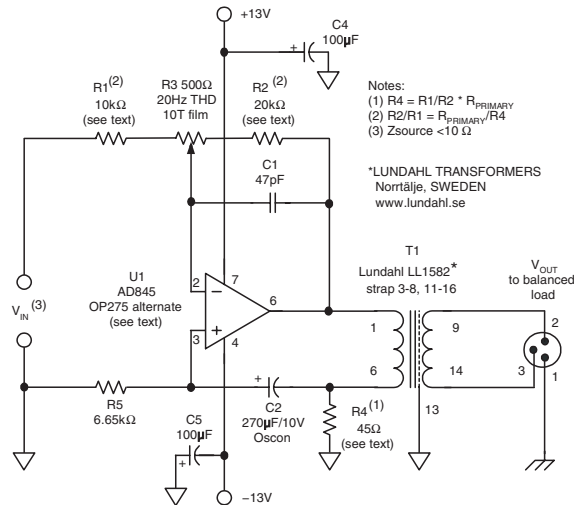 +13V
C4
100µF
+
R1(2)
10kΩ
(see text)
R3 500Ω
20Hz THD
10T film
R2(2)
20kΩ
(see text)
Notes:
(1) R4 = R1/R2 * RPRIMARY
(2) R2/R1 = RPRIMARY/R4
(3) Zsource <10 Ω
*LUNDAHL TRANSFORMERS
Norrtälje, SWEDEN
www.lundahl.se
C1
47pF
U1
AD845
OP275 alternate
(see text)
2
−
7
6
+
3
4
VIN(3)
T1
Lundahl LL1582*
strap 3-8, 11-16
VOUT
to balanced
load
1
6
9
14
13
2
3
1
R5
6.65kΩ
+
C2
270µF/10V
Oscon
R4(1)
45Ω
(see text)
C5
100µF
+
−13V